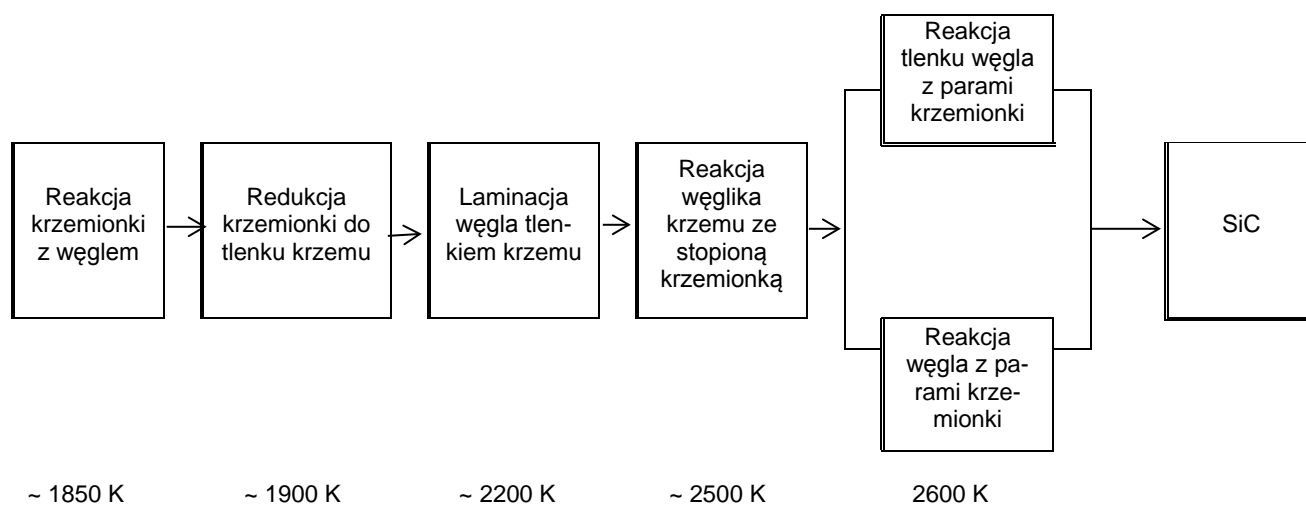 Reakcja
krzemionki
z węglem
Redukcja
krzemionki do
tlenku krzemu
Laminacja
węgla tlen-
kiem krzemu
Reakcja
węglika
krzemu ze
stopioną
krzemionką
Reakcja
tlenku węgla
z parami
krzemionki
Reakcja
węgla z pa-
rami krze-
mionki
SiC
~ 1850 K
~ 1900 K
~ 2200 K
~ 2500 K
2600 K